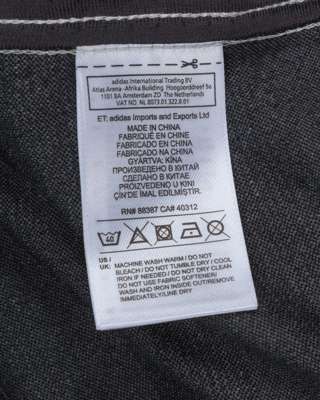 adidas International Trading BV
Atlas Arena -Afrika Building, Hoogoorddreef 9a
1101 BA Amsterdam ZO The Netherlands
VAT NO. NL 8073.01.322.B.01
ET: adidas Imports and Exports Ltd
MADE IN CHINA
FABRIQUÉ EN CHINE
FABRICADO EN CHINA
GYÁRTVA: KÍNA
ПРОИЗВЕДЕНО В КИТАЙ
СДЕЛАНО В КИТАЕ
PROIZVEDENO U KINI
ÇİN'DE İMAL EDİLMİŞTİR.
RN# 88387 CA# 40312
40
US:
UK: MACHINE WASH WARM / DO NOT
BLEACH / DO NOT TUMBLE DRY / COOL
IRON IF NEEDED / DO NOT DRY CLEAN
DO NOT USE FABRIC SOFTENER/
WASH AND IRON INSIDE OUT/REMOVE
IMMEDIATELY/LINE DRY